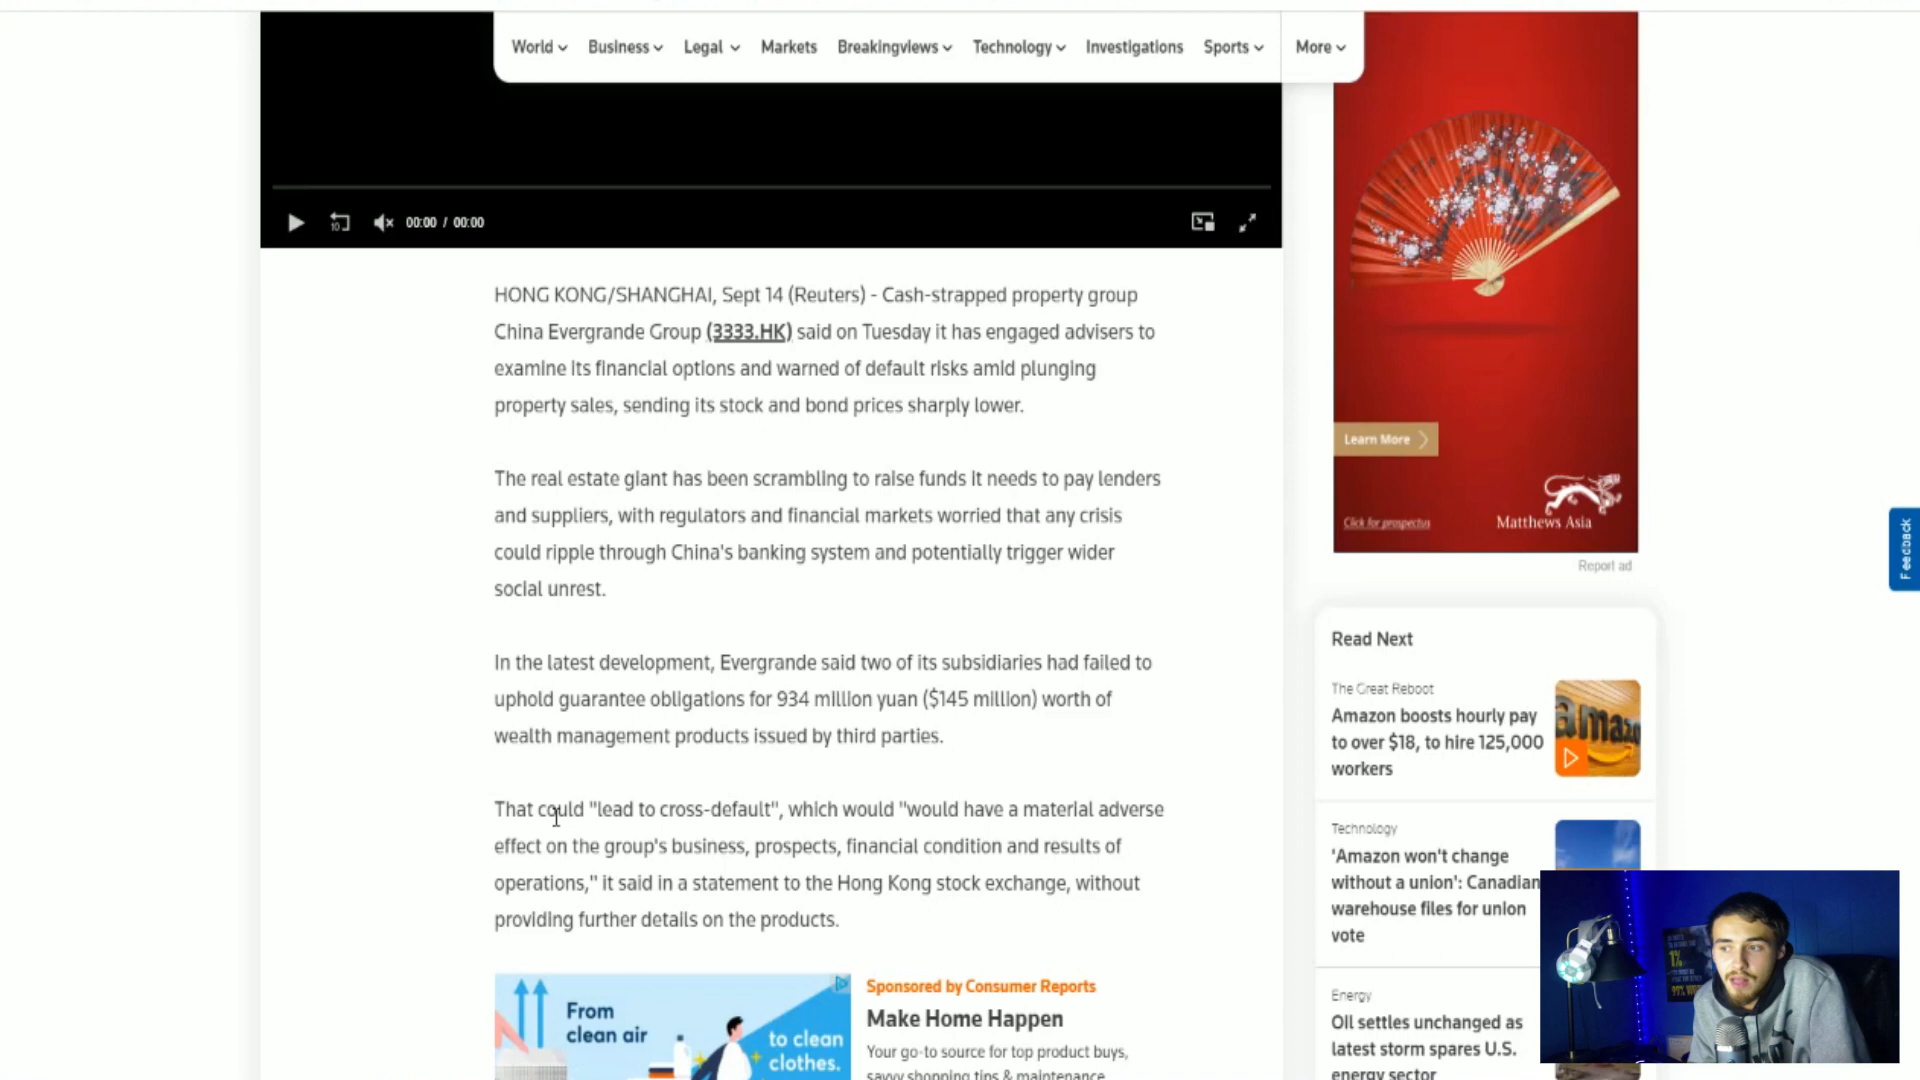 World
Business
Legal
Markets
Breakingviews
Technology
Investigations
Sports
More
10
00:00 / 00:00
HONG KONG/SHANGHAI, Sept 14 (Reuters) - Cash-strapped property group
China Evergrande Group (3333.HK) said on Tuesday it has engaged advisers to
examine its financial options and warned of default risks amid plunging
property sales, sending its stock and bond prices sharply lower.
The real estate giant has been scrambling to raise funds it needs to pay lenders
and suppliers, with regulators and financial markets worried that any crisis
could ripple through China's banking system and potentially trigger wider
social unrest.
In the latest development, Evergrande said two of its subsidiaries had failed to
uphold guarantee obligations for 934 million yuan ($145 million) worth of
wealth management products issued by third parties.
That could "lead to cross-default", which would "would have a material adverse
effect on the group's business, prospects, financial condition and results of
operations," it said in a statement to the Hong Kong stock exchange, without
providing further details on the products.
From
clean air
to clean
clothes.
Sponsored by Consumer Reports
Make Home Happen
Your go-to source for top product buys,
savvy shopping tips & maintenance
Learn More
Click for prospectus
Matthews Asia
Report ad
Feedback
Read Next
The Great Reboot
Amazon boosts hourly pay
to over $18, to hire 125,000
workers
amazo
Technology
'Amazon won't change
without a union': Canadian
warehouse files for union
vote
Energy
Oil settles unchanged as
latest storm spares U.S.
energy sector
1%